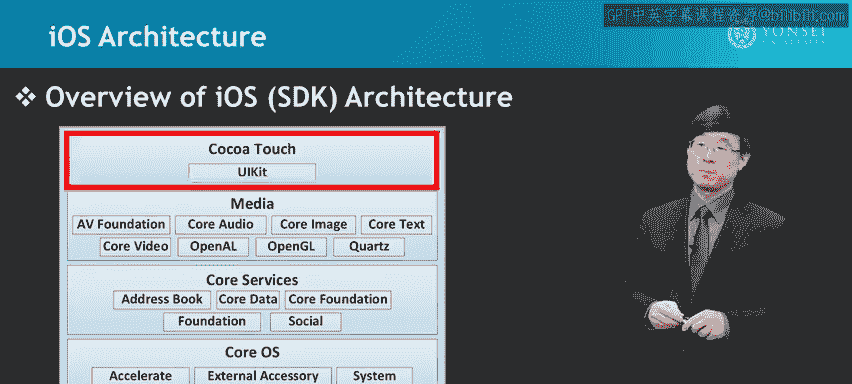 GPT中英字幕课程资源@bilibili.com
iOS Architecture
YONSEI
❖ Overview of iOS (SDK) Architecture
Cocoa Touch
UIKit
Media
AV Foundation Core Audio Core Image Core Text
Core Video OpenAL OpenGL Quartz
Core Services
Address Book Core Data Core Foundation
Foundation Social
Core OS
Accelerate External Accessory System